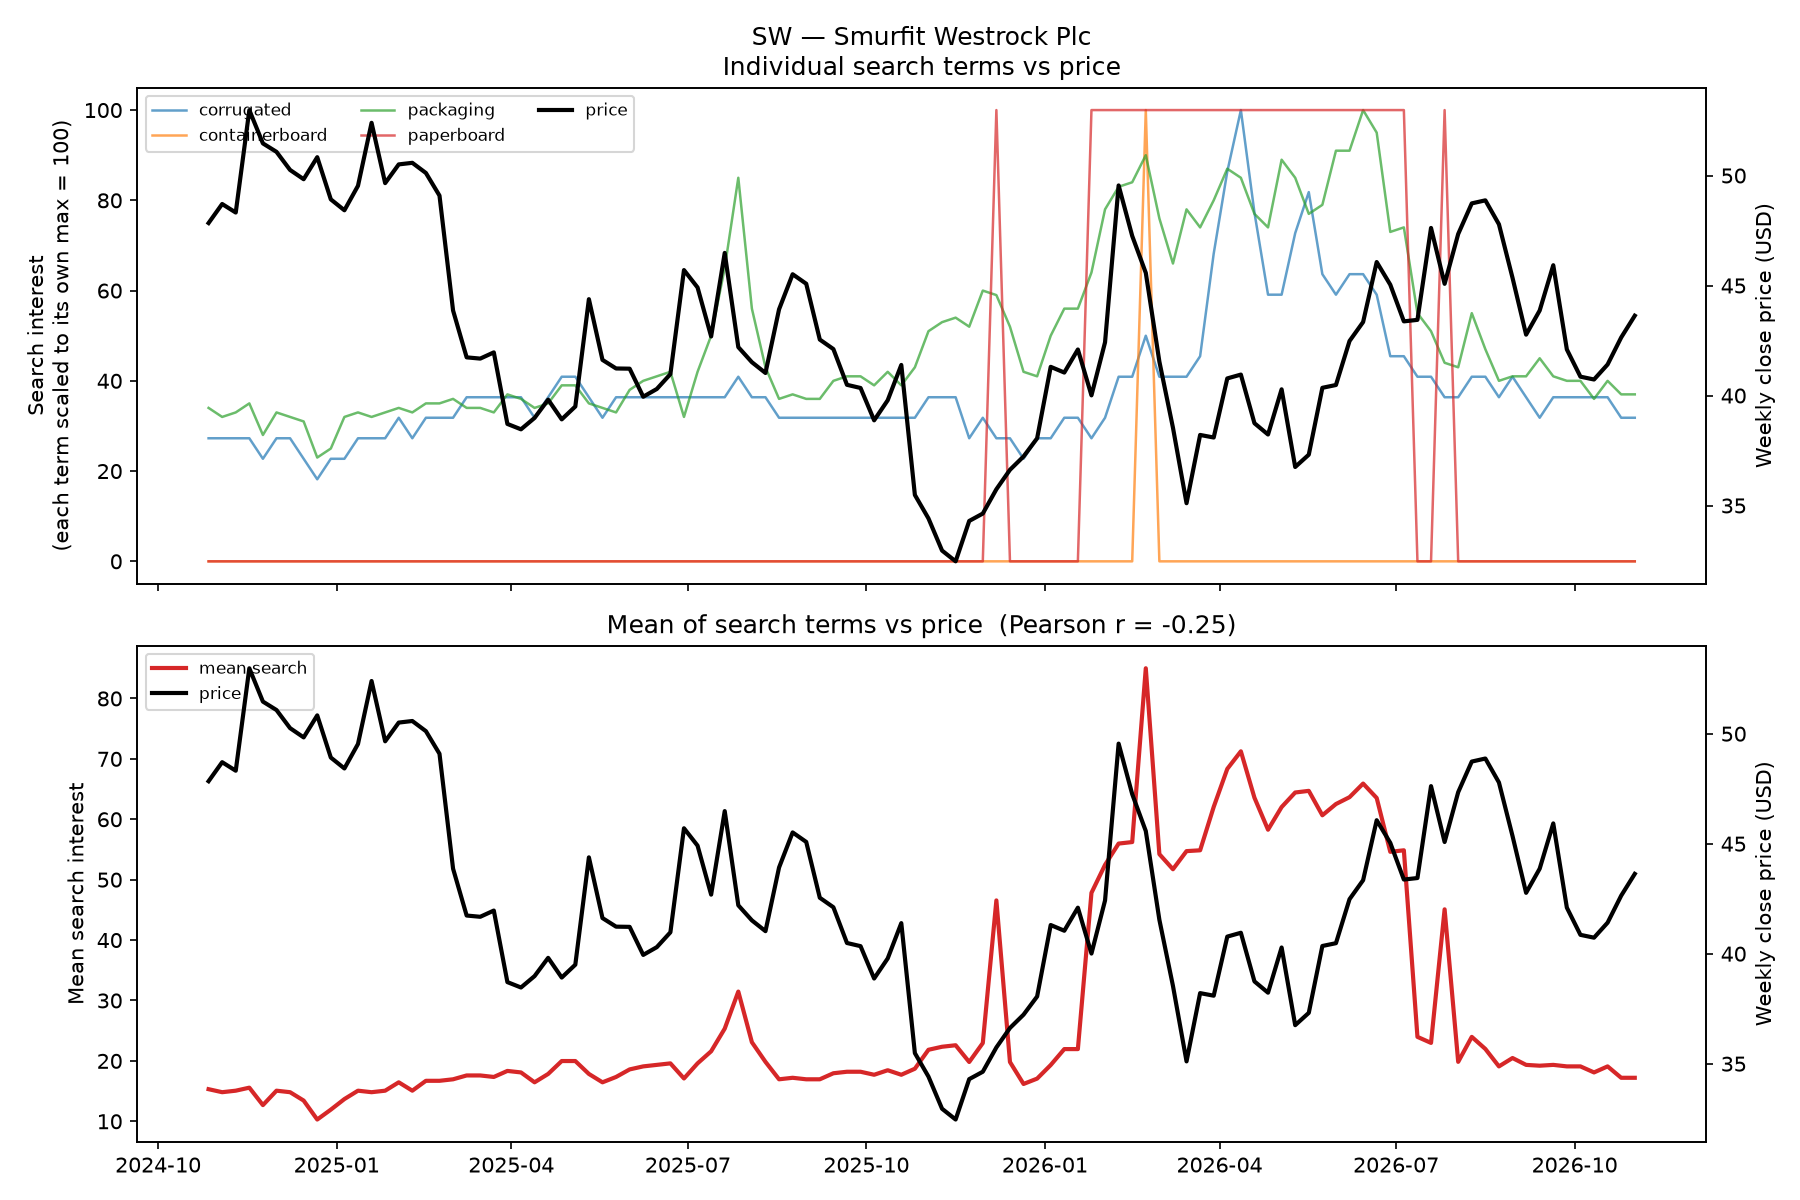 SW — Smurfit Westrock Plc
Individual search terms vs price
corrugated
containerboard
packaging
paperboard
price
Search interest
(each term scaled to its own max = 100)
100
80
60
40
20
0
Weekly close price (USD)
50
45
40
35
Mean of search terms vs price (Pearson r = -0.25)
mean search
price
Mean search interest
80
70
60
50
40
30
20
10
Weekly close price (USD)
50
45
40
35
2024-10
2025-01
2025-04
2025-07
2025-10
2026-01
2026-04
2026-07
2026-10